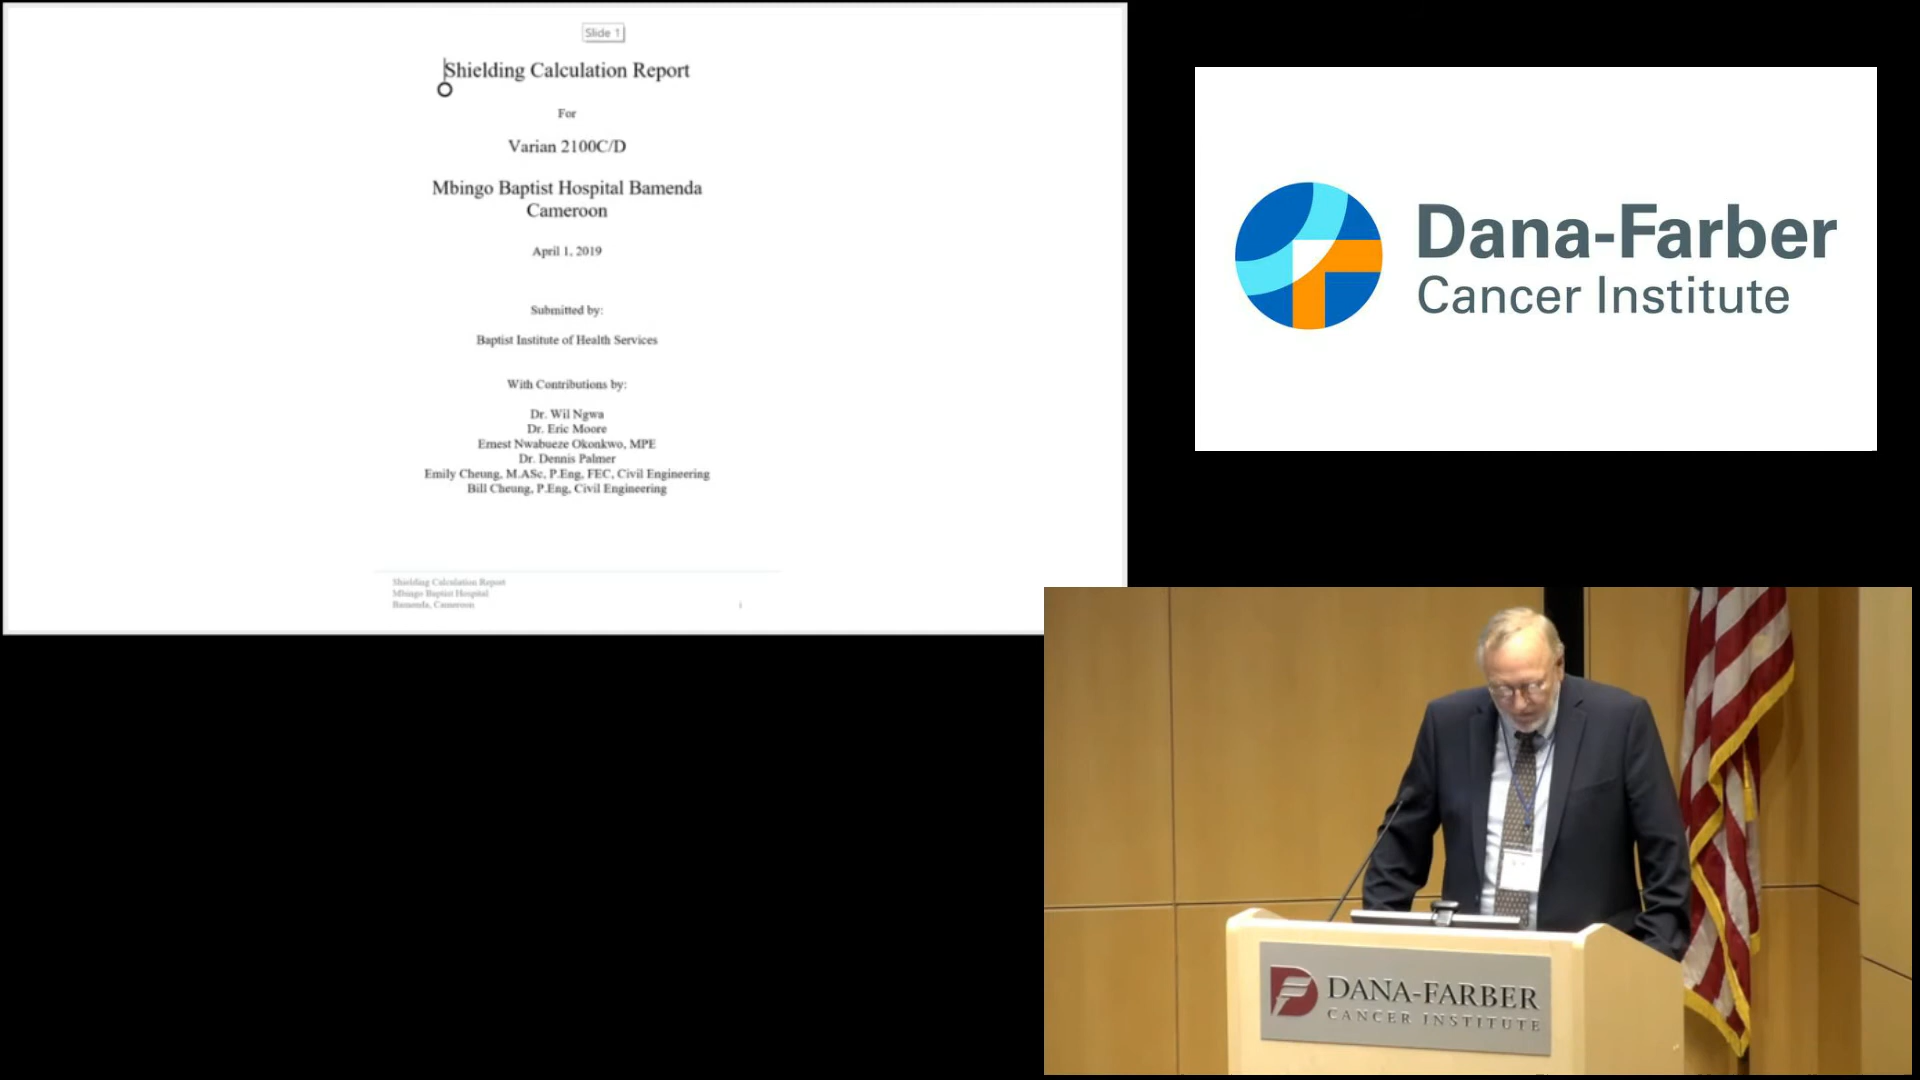 Slide 1
Shielding Calculation Report
For
Varian 2100C/D
Mbingo Baptist Hospital Bamenda
Cameroon
April 1, 2019
Submitted by:
Baptist Institute of Health Services
With Contributions by:
Dr. Wil Ngwa
Dr. Eric Moore
Ernest Nwabueze Okonkwo, MPE
Dr. Dennis Palmer
Emily Cheung, M.ASc, P.Eng, FEC, Civil Engineering
Bill Cheung, P.Eng, Civil Engineering
Shielding Calculation Report
Mbingo Baptist Hospital
Bamenda, Cameroon
i
Dana-Farber
Cancer Institute
DANA-FARBER
CANCER INSTITUTE